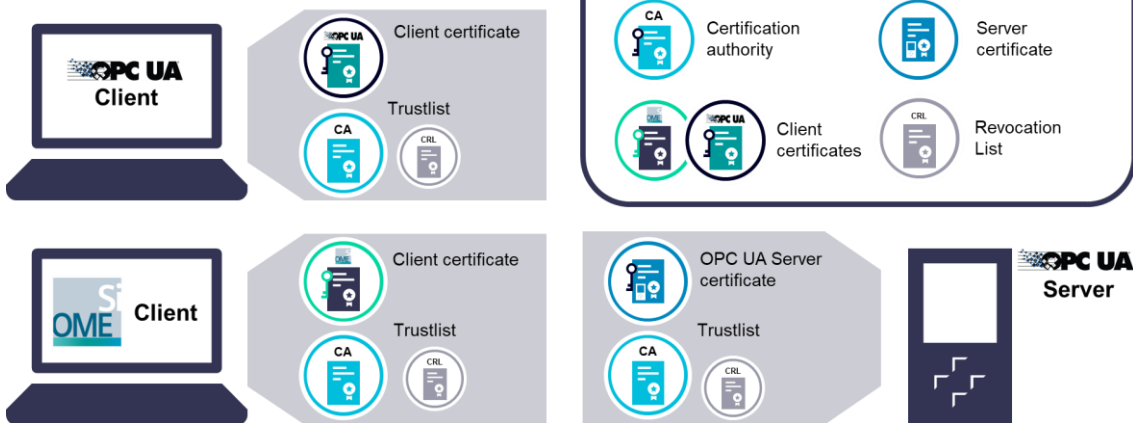 OPC UA
Client
OPC UA
Client certificate
Trustlist
CA
CRL
CA
Certification
authority
Server
certificate
OME
OPC UA
Client
certificates
CRL
Revocation
List
Si
OME
Client
OME
Client certificate
Trustlist
CA
CRL
OPC UA Server
certificate
Trustlist
CA
CRL
OPC UA
Server